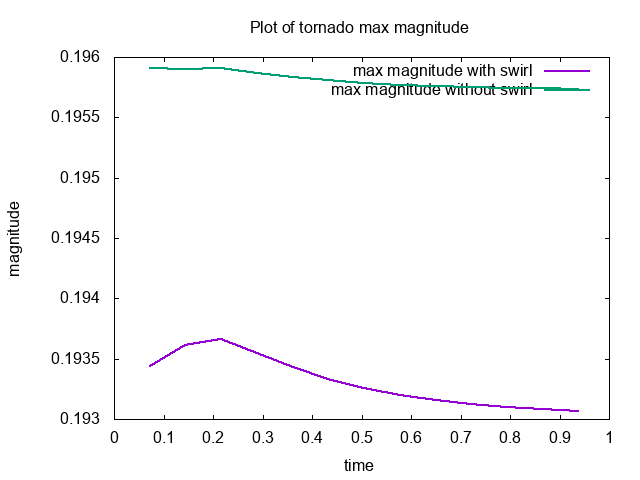 Plot of tornado max magnitude
0.196
max magnitude with swirl
max magnitude without swirl
0.1955
0.195
0.1945
0.194
0.1935
0.193
magnitude
0 0.1 0.2 0.3 0.4 0.5 0.6 0.7 0.8 0.9 1
time